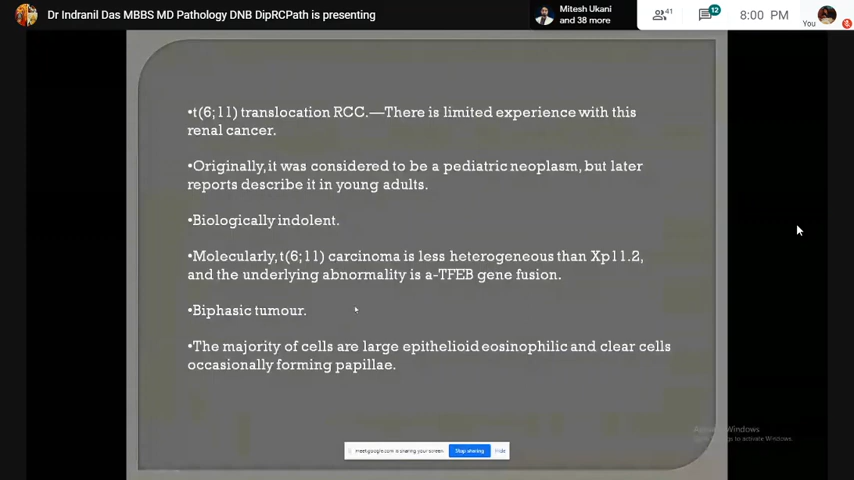 Dr Indranil Das MBBS MD Pathology DNB DipRCPath is presenting
Mitesh Ukani
and 38 more
41
12
8:00 PM
You
•t(6;11) translocation RCC.—There is limited experience with this
renal cancer.
•Originally, it was considered to be a pediatric neoplasm, but later
reports describe it in young adults.
•Biologically indolent.
•Molecularly, t(6;11) carcinoma is less heterogeneous than Xp11.2,
and the underlying abnormality is a-TFEB gene fusion.
•Biphasic tumour.
•The majority of cells are large epithelioid eosinophilic and clear cells
occasionally forming papillae.
Windows
to activate Windows.
meet.google.com is sharing your screen.
Stop sharing
Hide